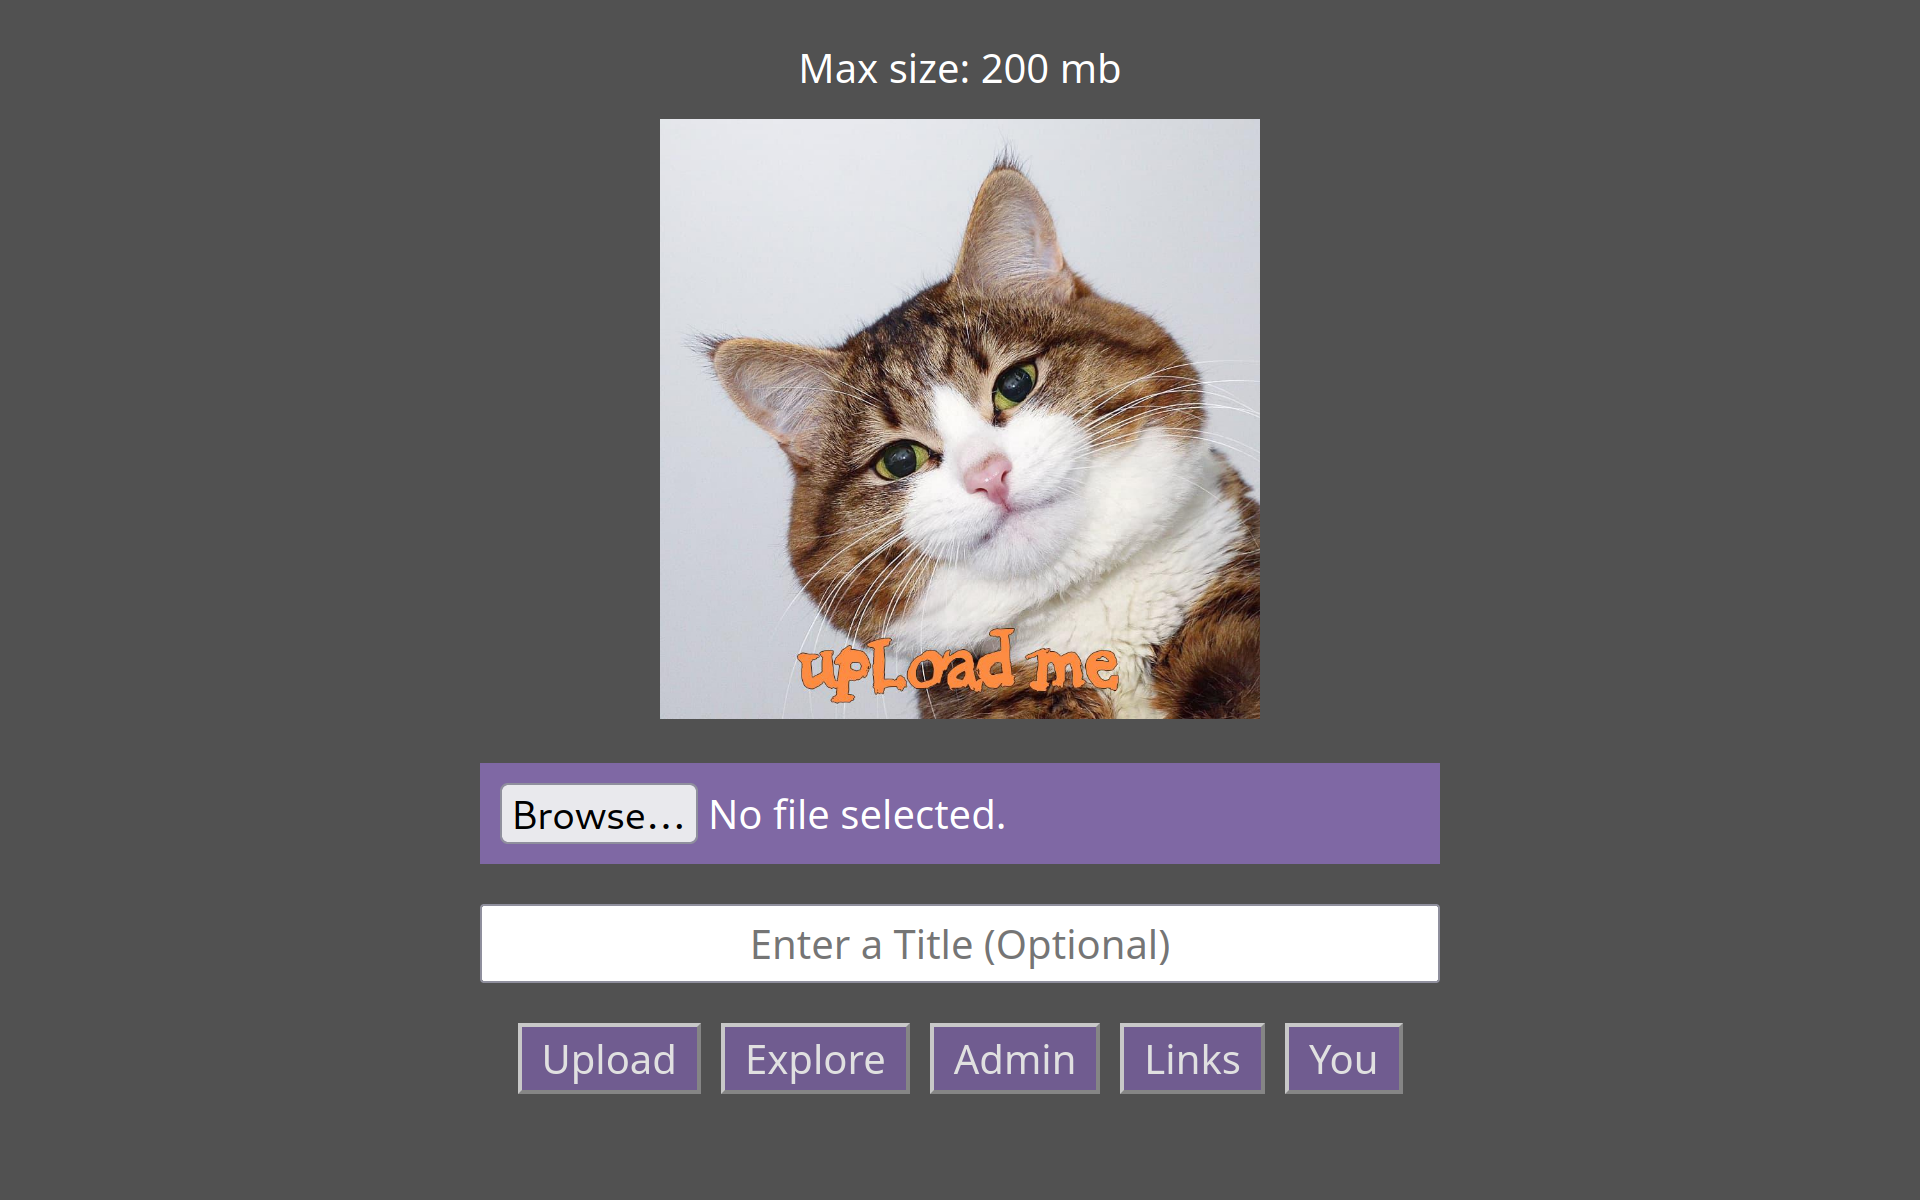 Max size: 200 mb
upLoad me
Browse... No file selected.
Enter a Title (Optional)
Upload Explore Admin Links You